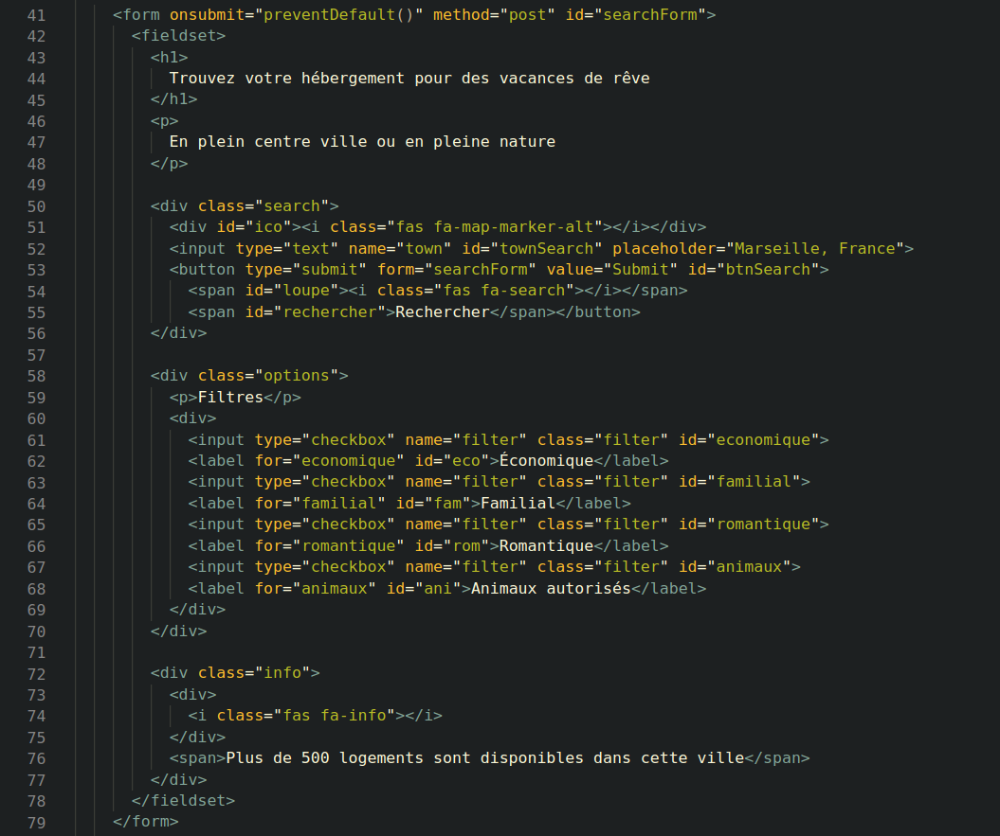 41 <form onsubmit="preventDefault()" method="post" id="searchForm">
42 <fieldset>
43 <h1>
44 Trouvez votre hébergement pour des vacances de rêve
45 </h1>
46 <p>
47 En plein centre ville ou en pleine nature
48 </p>
49
50 <div class="search">
51 <div id="ico"><i class="fas fa-map-marker-alt"></i></div>
52 <input type="text" name="town" id="townSearch" placeholder="Marseille, France">
53 <button type="submit" form="searchForm" value="Submit" id="btnSearch">
54 <span id="loupe"><i class="fas fa-search"></i></span>
55 <span id="rechercher">Rechercher</span></button>
56 </div>
57
58 <div class="options">
59 <p>Filtres</p>
60 <div>
61 <input type="checkbox" name="filter" class="filter" id="economique">
62 <label for="economique" id="eco">Économique</label>
63 <input type="checkbox" name="filter" class="filter" id="familial">
64 <label for="familial" id="fam">Familial</label>
65 <input type="checkbox" name="filter" class="filter" id="romantique">
66 <label for="romantique" id="rom">Romantique</label>
67 <input type="checkbox" name="filter" class="filter" id="animaux">
68 <label for="animaux" id="ani">Animaux autorisés</label>
69 </div>
70 </div>
71
72 <div class="info">
73 <div>
74 <i class="fas fa-info"></i>
75 </div>
76 <span>Plus de 500 logements sont disponibles dans cette ville</span>
77 </div>
78 </fieldset>
79 </form>